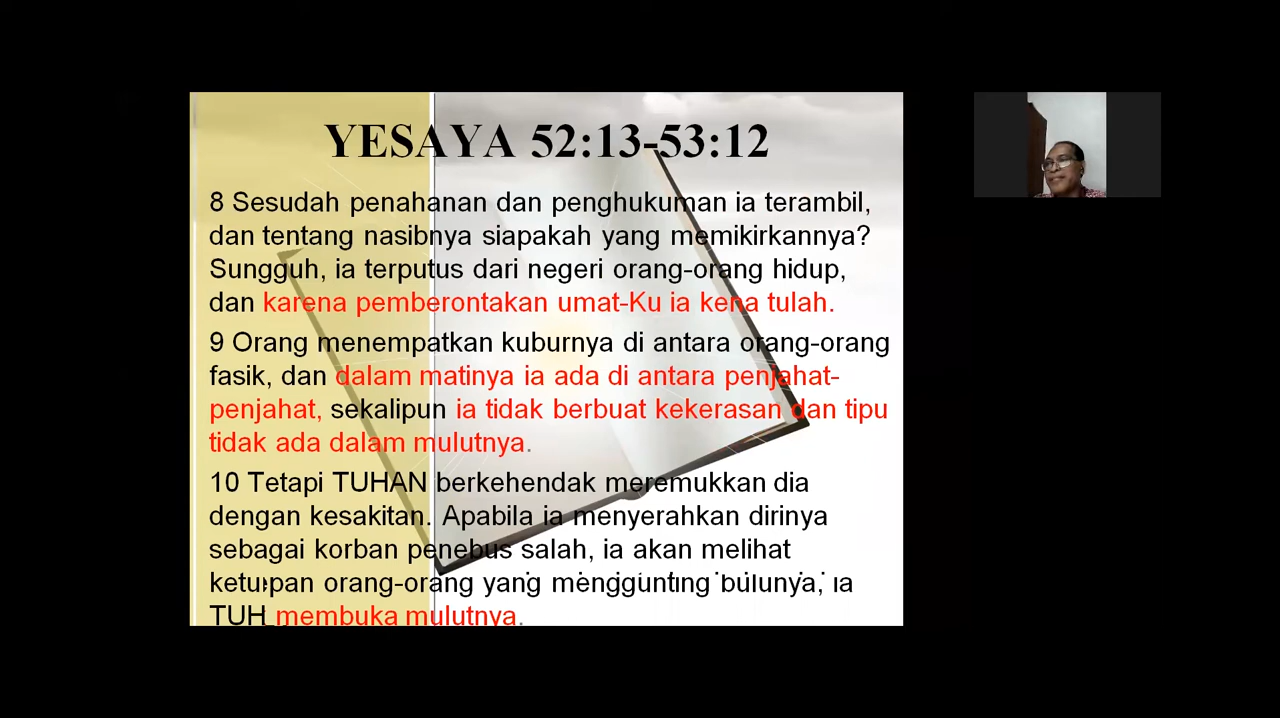 YESAYA 52:13-53:12
8 Sesudah penahanan dan penghukuman ia terambil,
dan tentang nasibnya siapakah yang memikirkannya?
Sungguh, ia terputus dari negeri orang-orang hidup,
dan karena pemberontakan umat-Ku ia kena tulah.
9 Orang menempatkan kuburnya di antara orang-orang
fasik, dan dalam matinya ia ada di antara penjahat-
penjahat, sekalipun ia tidak berbuat kekerasan dan tipu
tidak ada dalam mulutnya.
10 Tetapi TUHAN berkehendak meremukkan dia
dengan kesakitan. Apabila ia menyerahkan dirinya
sebagai korban penebus salah, ia akan melihat
orang-orang yang menggunting bulunya, ia
TUH membuka mulutnya.